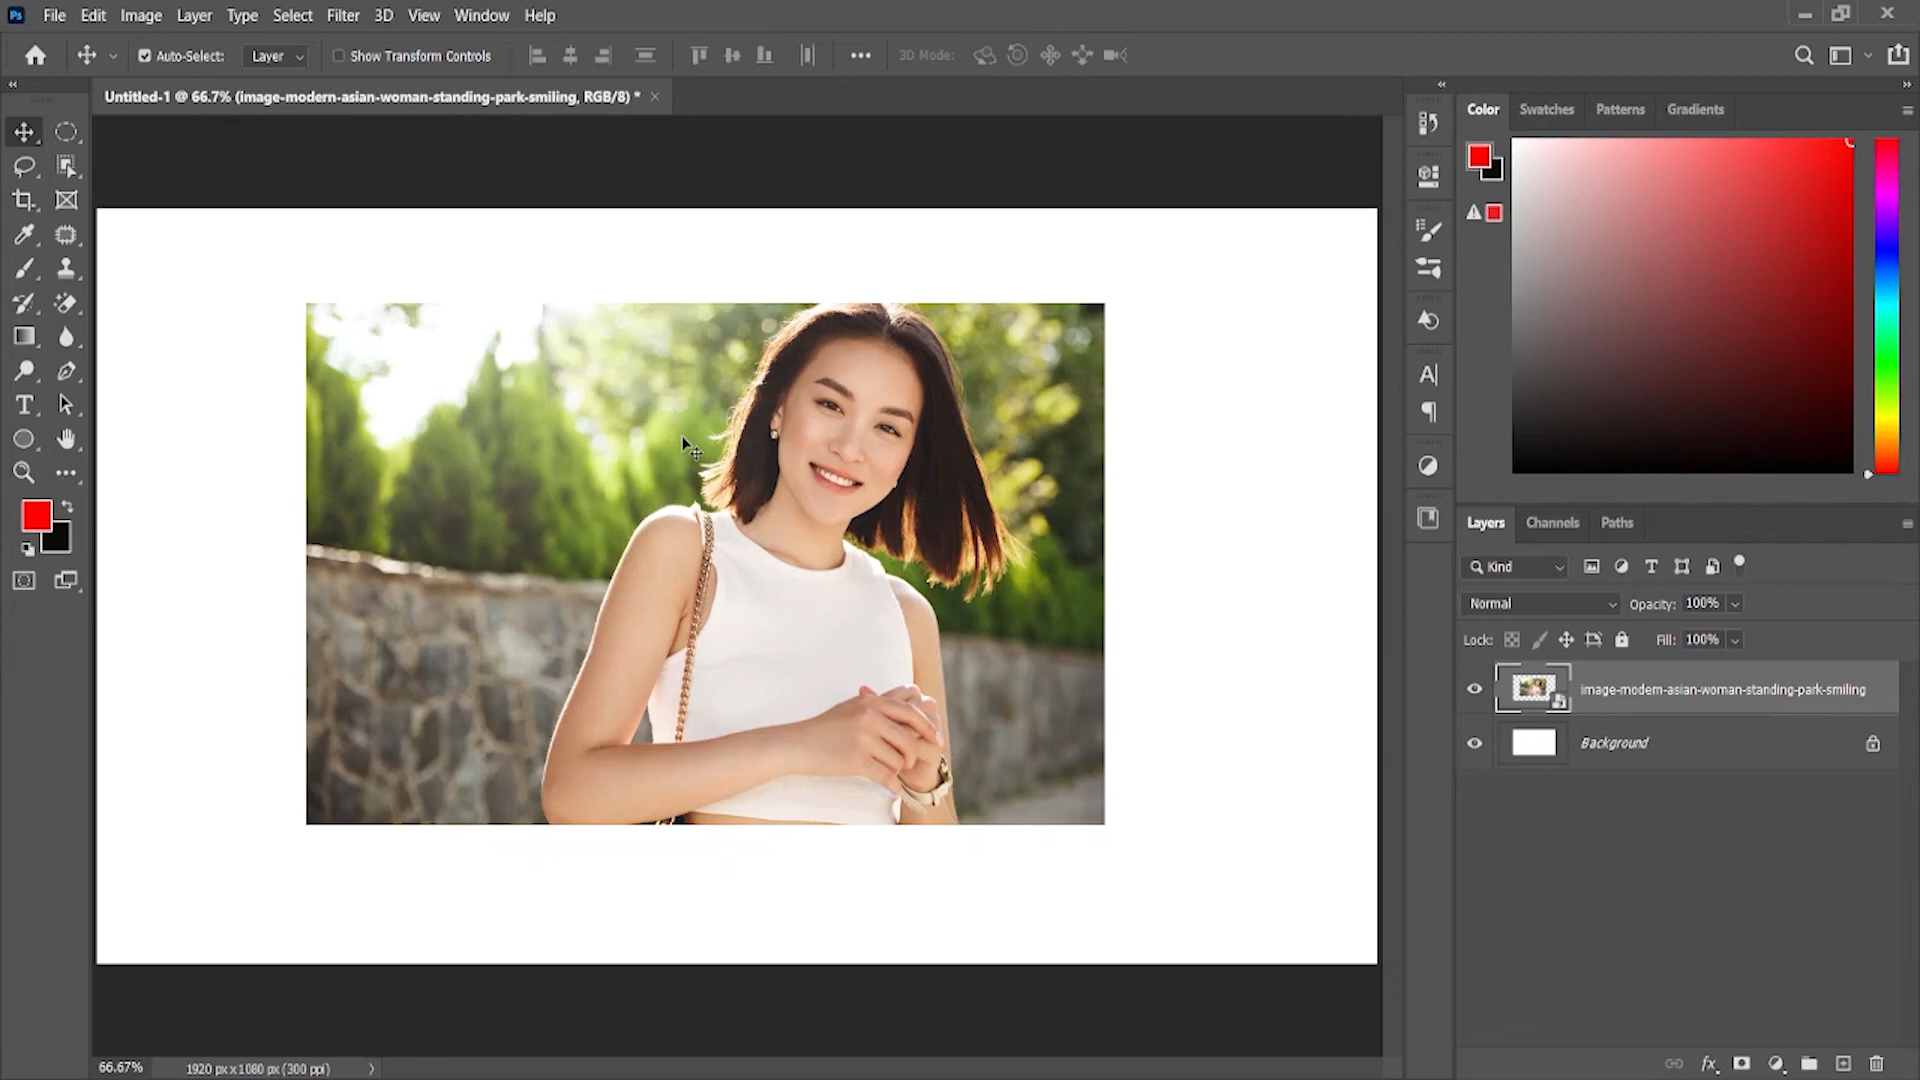 Ps File Edit Image Layer Type Select Filter 3D View Window Help
Auto-Select: Layer Show Transform Controls 3D Mode:
Untitled-1 @ 66.7% (image-modern-asian-woman-standing-park-smiling, RGB/8) *
Color Swatches Patterns Gradients
Layers Channels Paths
Kind
Normal Opacity: 100%
Lock: Fill: 100%
image-modern-asian-woman-standing-park-smiling
Background
66.67% 1920 px x 1080 px (300 ppi)